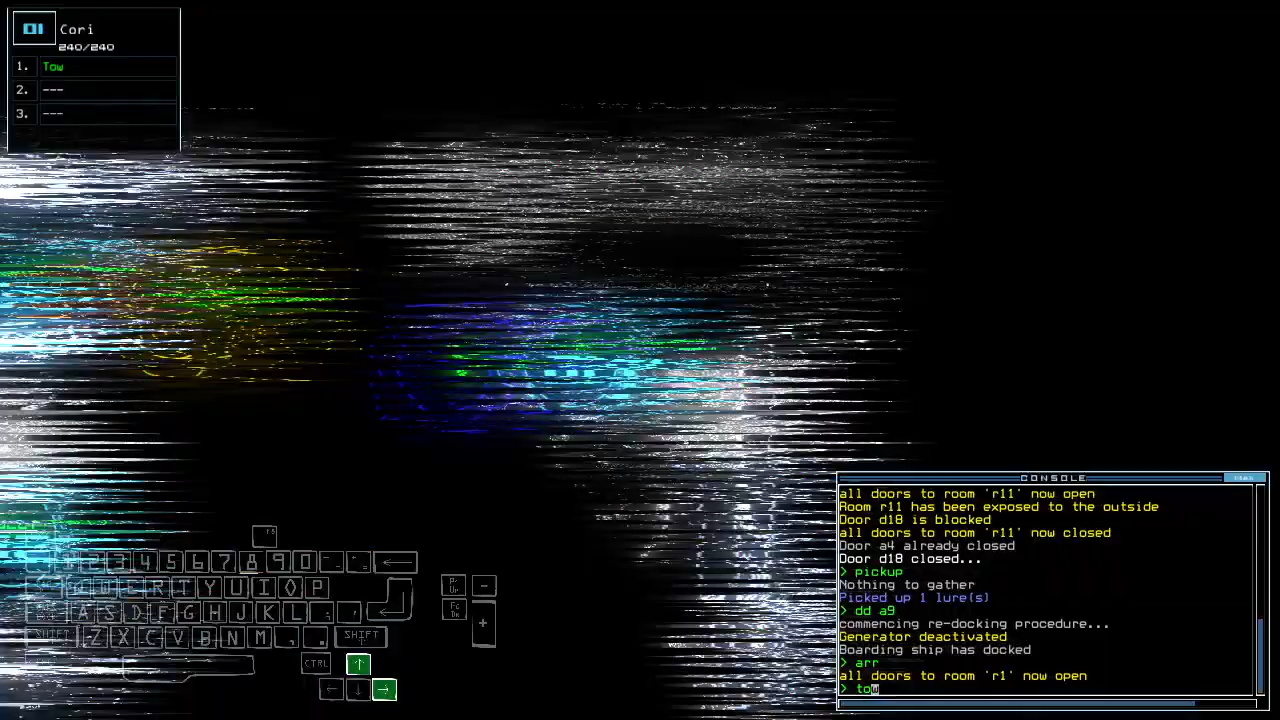 01 Cori
240/240
1. Tow
2. ---
3. ---
CONSOLE
all doors to room 'r11' now open
Room r11 has been exposed to the outside
Door d18 is blocked
all doors to room 'r11' now closed
Door a4 already closed
Door d18 closed...
> pickup
Nothing to gather
Picked up 1 lure(s)
> dd a9
commencing re-docking procedure...
Generator deactivated
Boarding ship has docked
> arr
all doors to room 'r1' now open
> tow
4 5 6 7 8 9 0 - ← 
W E R T Y U I O P
A S D F G H J K L ; ,
SHIFT Z X C V B N M , . SHIFT
CTRL ↑
← ↓ →
- 
+